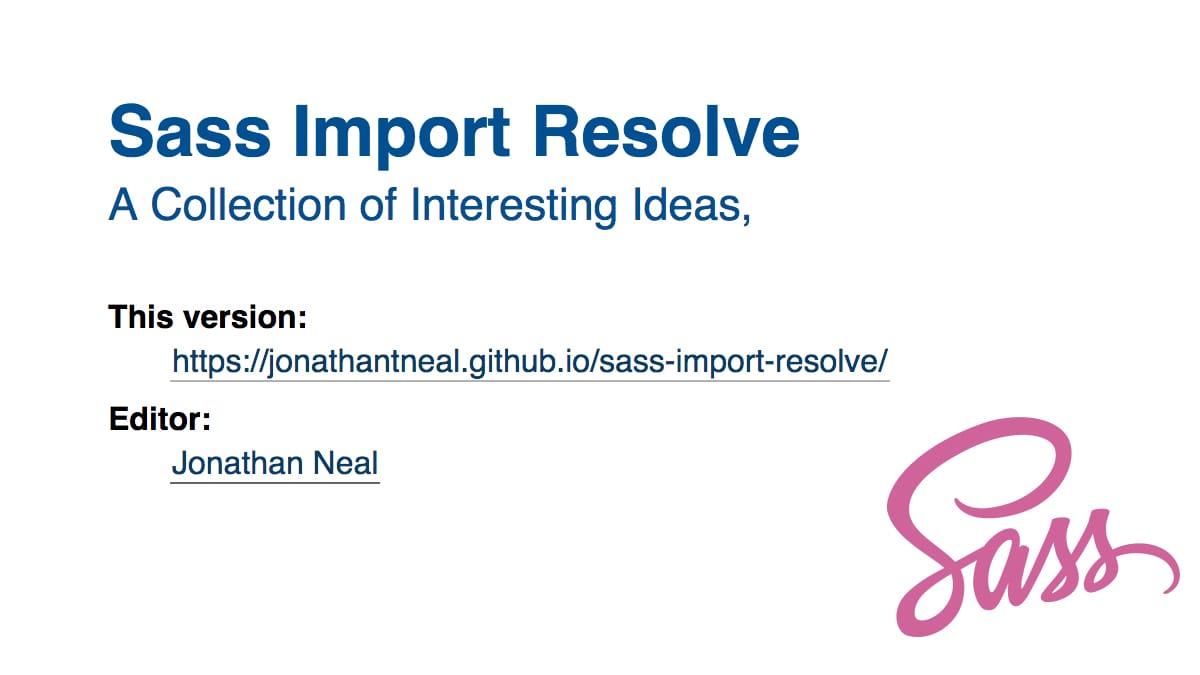 Sass Import Resolve
A Collection of Interesting Ideas,
This version:
https://jonathantneal.github.io/sass-import-resolve/
Editor:
Jonathan Neal
Sass